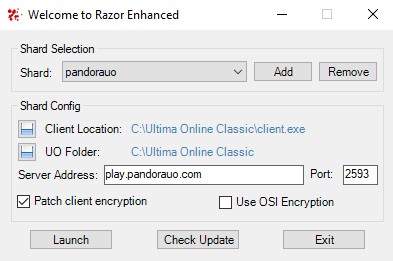 Welcome to Razor Enhanced
Shard Selection
Shard: pandorauo Add Remove
Shard Config
Client Location: C:\Ultima Online Classic\client.exe
UO Folder: C:\Ultima Online Classic
Server Address: play.pandorauo.com Port: 2593
Patch client encryption Use OSI Encryption
Launch Check Update Exit